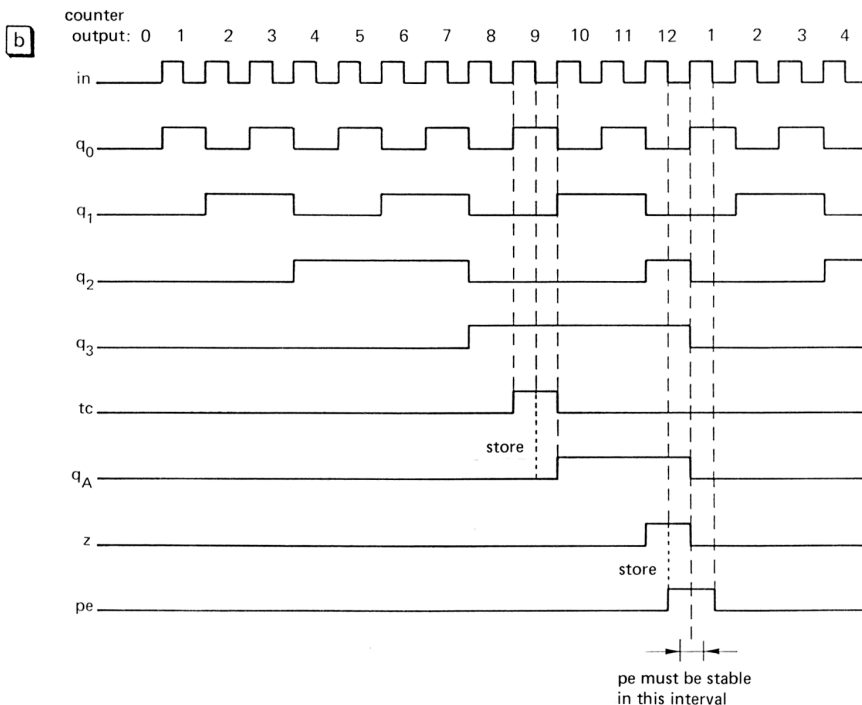 counter
b output: 0 1 2 3 4 5 6 7 8 9 10 11 12 1 2 3 4
in
q0
q1
q2
q3
tc
store
qA
z
store
pe
pe must be stable
in this interval